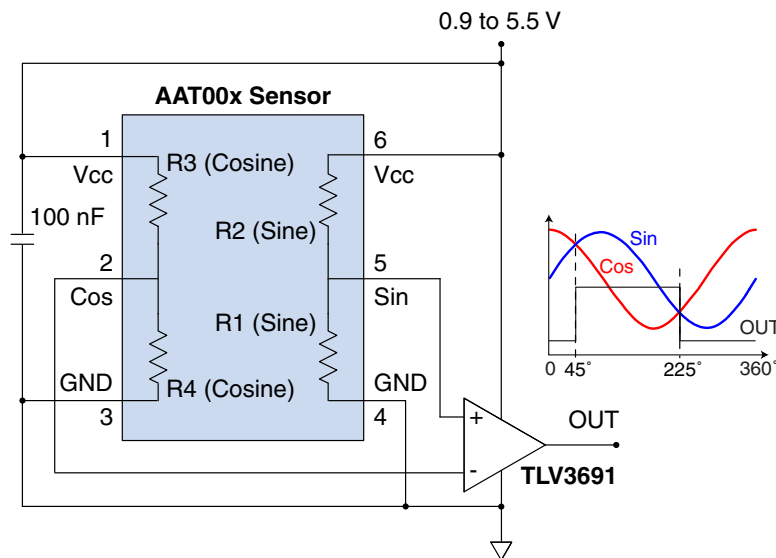 0.9 to 5.5 V
AAT00x Sensor
1
6
R3 (Cosine)
Vcc
Vcc
100 nF
R2 (Sine)
2
5
Cos
Sin
R1 (Sine)
GND
GND
R4 (Cosine)
3
4
+
-
OUT
TLV3691
Sin
Cos
OUT
0 45° 225° 360°